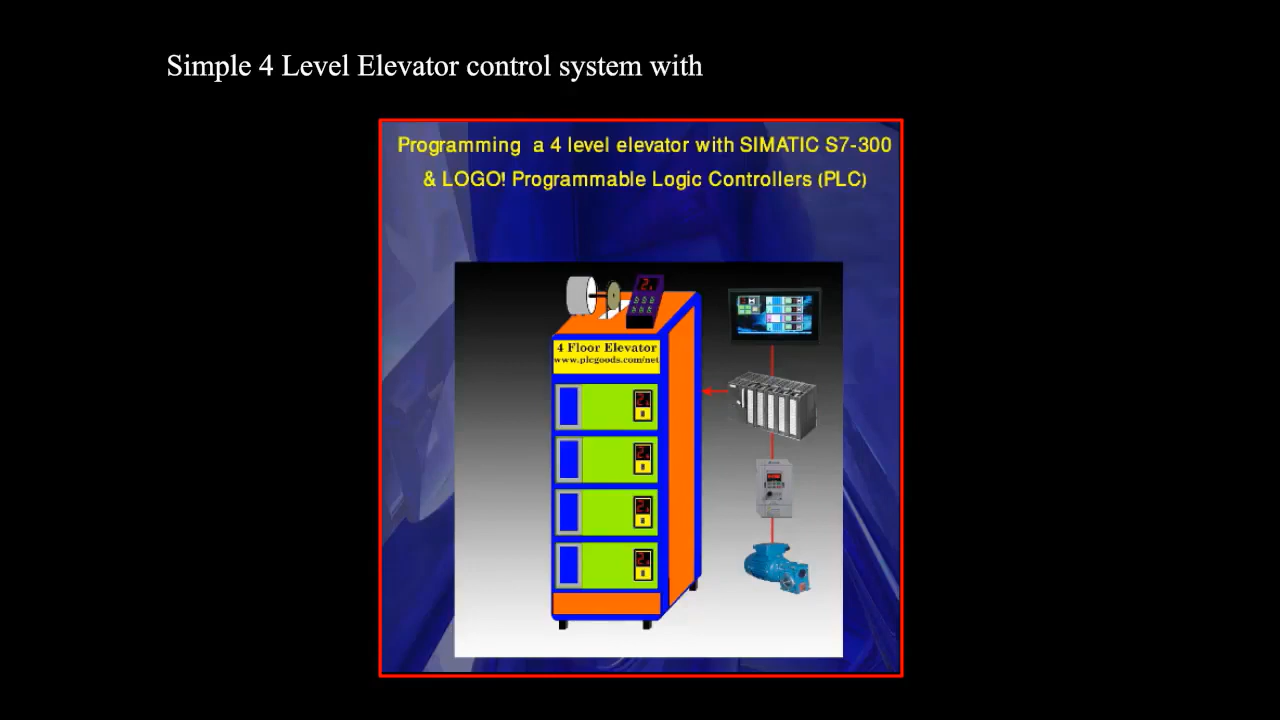 Simple 4 Level Elevator control system with
Programming a 4 level elevator with SIMATIC S7-300
& LOGO! Programmable Logic Controllers (PLC)
4 Floor Elevator
www.plcgoods.com/net